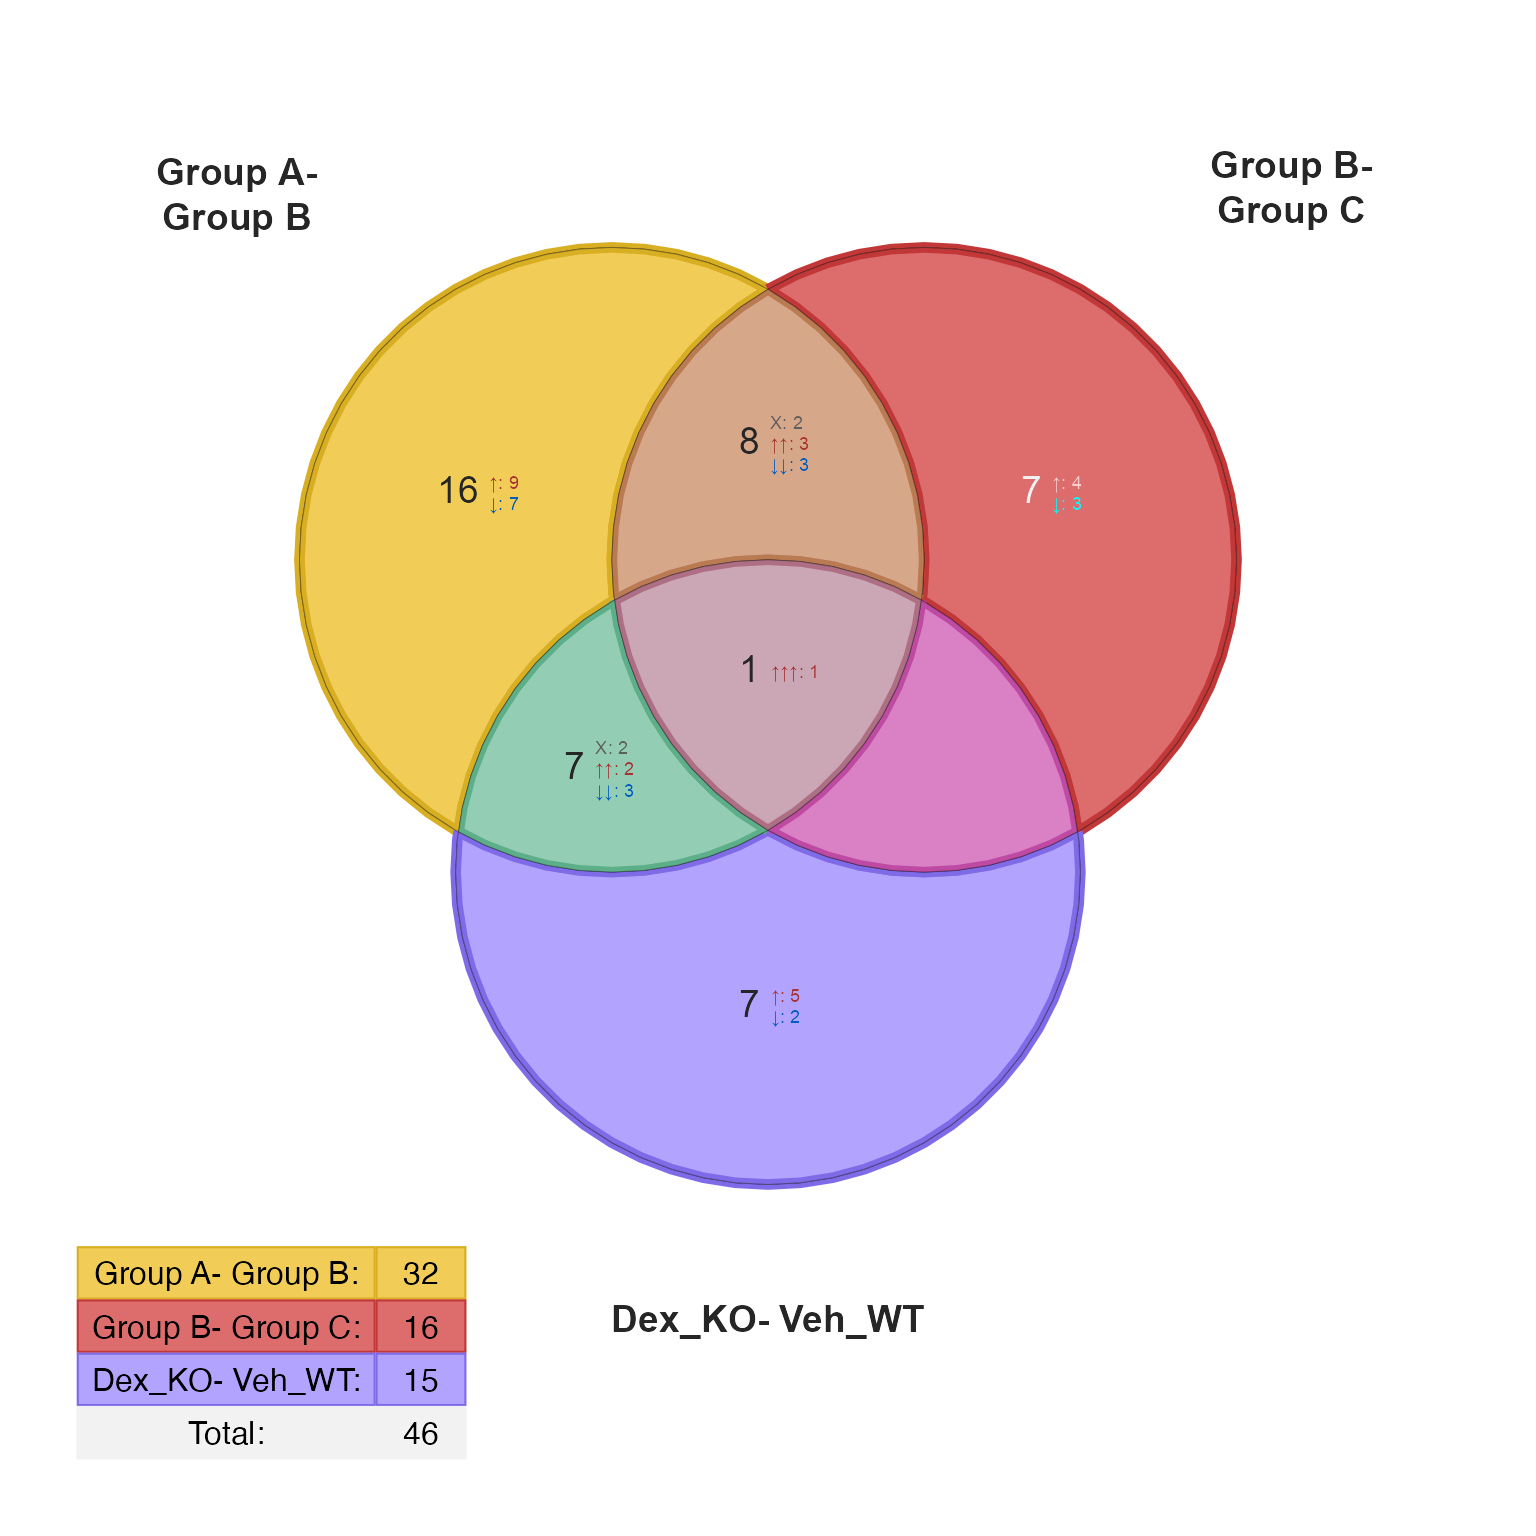 Group A-
Group B
Group B-
Group C
8 X: 2
↑↑: 3
↓↓: 3
16 ↑: 9
↓: 7
7 ↑: 4
↓: 3
1 ↑↑↑: 1
7 X: 2
↑↑: 2
↓↓: 3
7 ↑: 5
↓: 2
Group A- Group B: 32
Group B- Group C: 16
Dex_KO- Veh_WT: 15
Total: 46
Dex_KO- Veh_WT